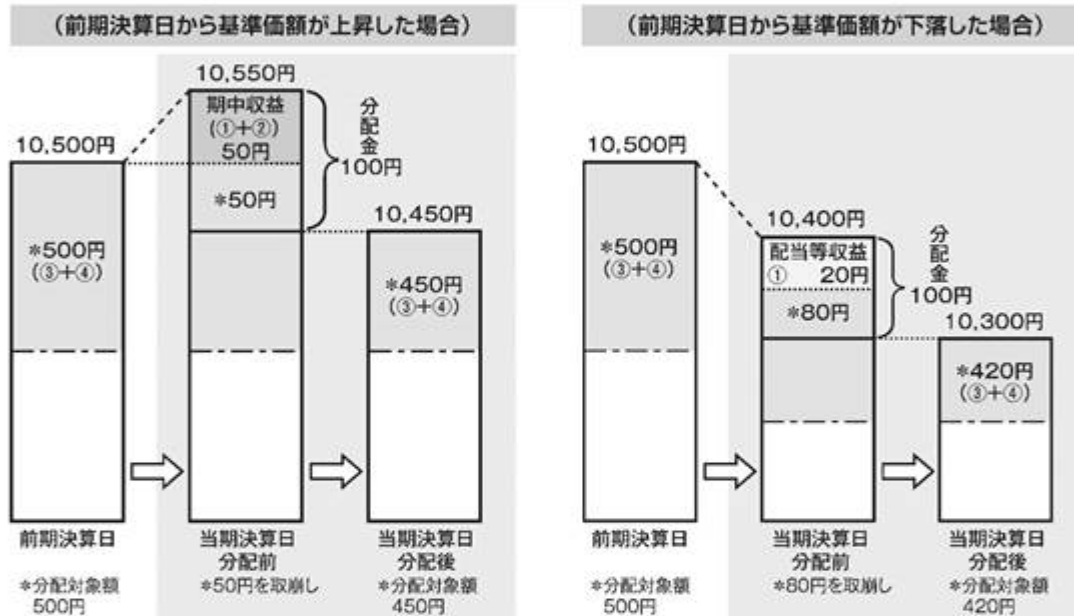 (前期決算日から基準価額が上昇した場合)
10,550円
期中収益
(①+②)
50円
*50円
分配金
100円
10,500円
*500円
(③+④)
10,450円
*450円
(③+④)
前期決算日
*分配対象額
500円
当期決算日
分配前
*50円を取崩し
当期決算日
分配後
*分配対象額
450円
(前期決算日から基準価額が下落した場合)
10,500円
*500円
(③+④)
10,400円
配当等収益
① 20円
*80円
分配金
100円
10,300円
*420円
(③+④)
前期決算日
*分配対象額
500円
当期決算日
分配前
*80円を取崩し
当期決算日
分配後
*分配対象額
420円